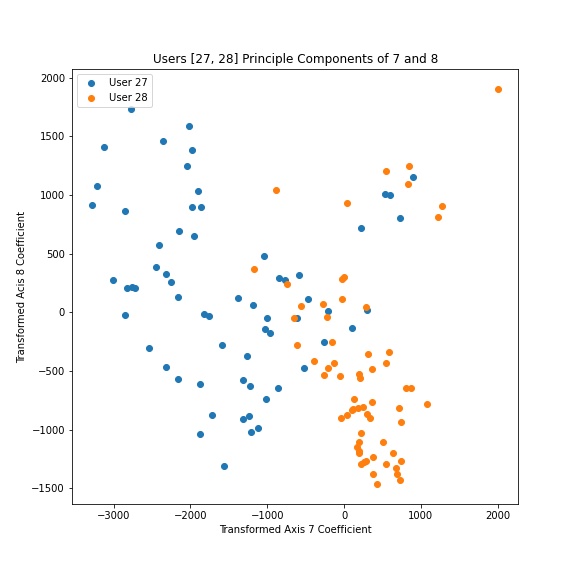 Users [27, 28] Principle Components of 7 and 8
User 27
User 28
2000
1500
1000
500
0
−500
−1000
−1500
Transformed Acis 8 Coefficient
−3000 −2000 −1000 0 1000 2000
Transformed Axis 7 Coefficient